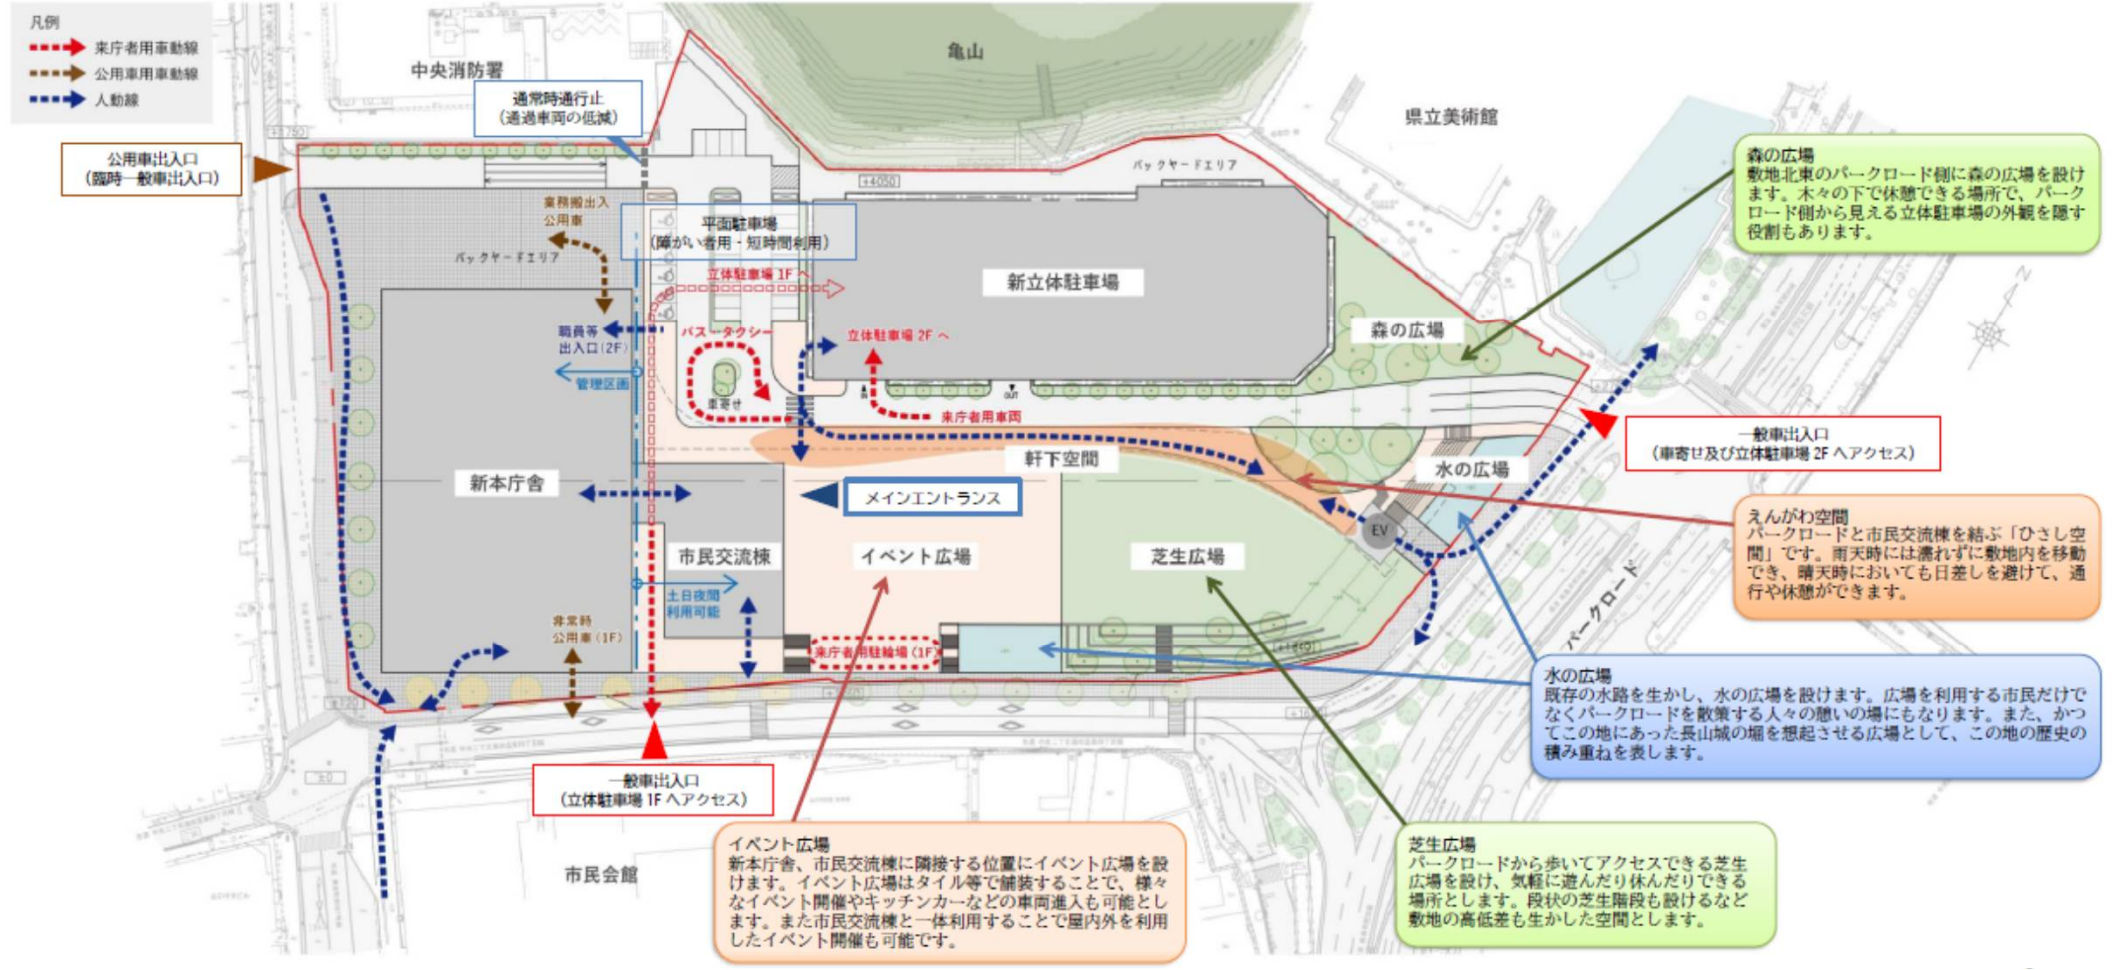 凡例
来庁者用車動線
公用車用車動線
人動線
中央消防署
亀山
県立美術館
通常時通行止
（通過車両の低減）
公用車出入口
（臨時一般車出入口）
バックヤードエリア
+4050
業務搬出入
公用車
平面駐車場
（障がい者用・短時間利用）
バックヤードエリア
立体駐車場 1F へ
新立体駐車場
森の広場
職員等
出入口(2F)
管理区画
バス・タクシー
車寄せ
立体駐車場 2F へ
来庁者用車両
IN
OUT
森の広場
敷地北東のパークロード側に森の広場を設け
ます。木々の下で休憩できる場所で、パーク
ロード側から見える立体駐車場の外観を隠す
役割もあります。
一般車出入口
（車寄せ及び立体駐車場 2F へアクセス）
新本庁舎
軒下空間
水の広場
メインエントランス
EV
市民交流棟
イベント広場
芝生広場
土日夜間
利用可能
非常時
公用車(1F)
来庁者用駐輪場(1F)
パークロード
えんがわ空間
パークロードと市民交流棟を結ぶ「ひさし空
間」です。雨天時には濡れずに敷地内を移動
でき、晴天時においても日差しを避けて、通
行や休憩ができます。
水の広場
既存の水路を生かし、水の広場を設けます。広場を利用する市民だけで
なくパークロードを散策する人々の憩いの場にもなります。また、かつ
てこの地にあった長山城の堀を想起させる広場として、この地の歴史の
積み重ねを表します。
一般車出入口
（立体駐車場 1F へアクセス）
±0
市民会館
イベント広場
新本庁舎、市民交流棟に隣接する位置にイベント広場を設
けます。イベント広場はタイル等で舗装することで、様々
なイベント開催やキッチンカーなどの車両進入も可能とし
ます。また市民交流棟と一体利用することで屋内外を利用
したイベント開催も可能です。
芝生広場
パークロードから歩いてアクセスできる芝生
広場を設け、気軽に遊んだり休んだりできる
場所とします。段状の芝生階段も設けるなど
敷地の高低差も生かした空間とします。
N